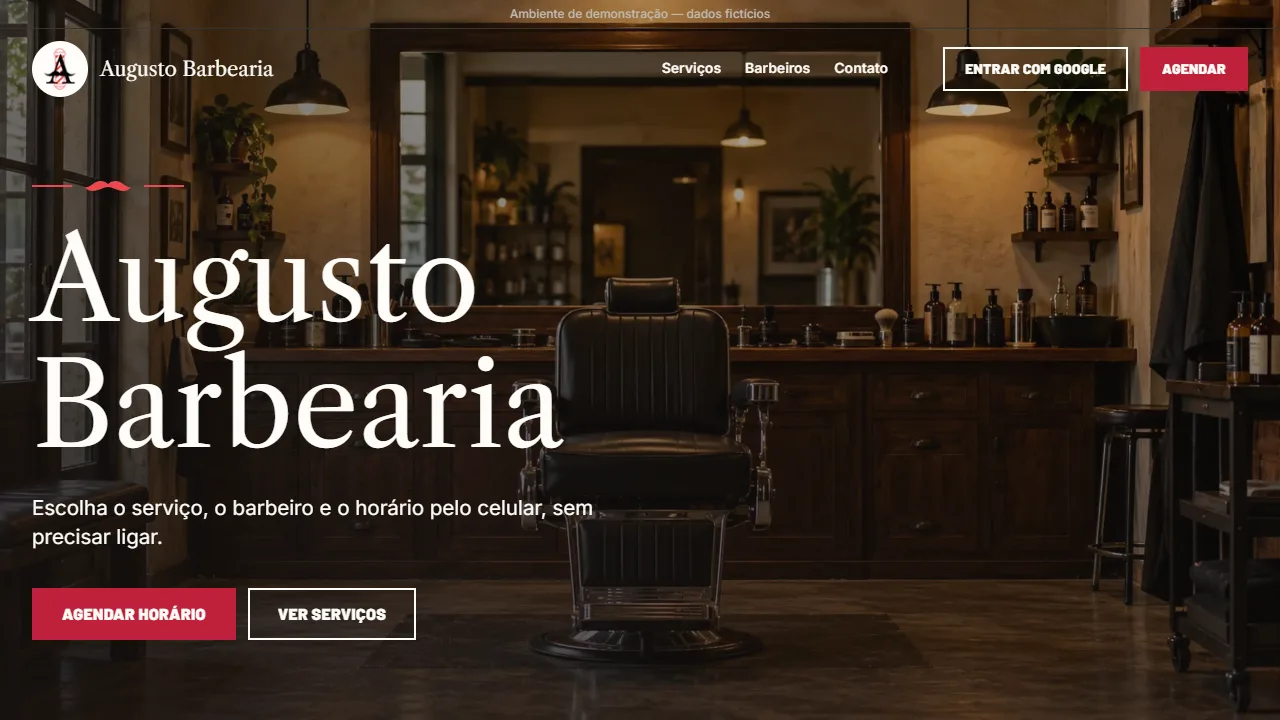 Ambiente de demonstração — dados fictícios
A
Augusto Barbearia
Serviços
Barbeiros
Contato
ENTRAR COM GOOGLE
AGENDAR
Augusto
Barbearia
Escolha o serviço, o barbeiro e o horário pelo celular, sem
precisar ligar.
AGENDAR HORÁRIO
VER SERVIÇOS